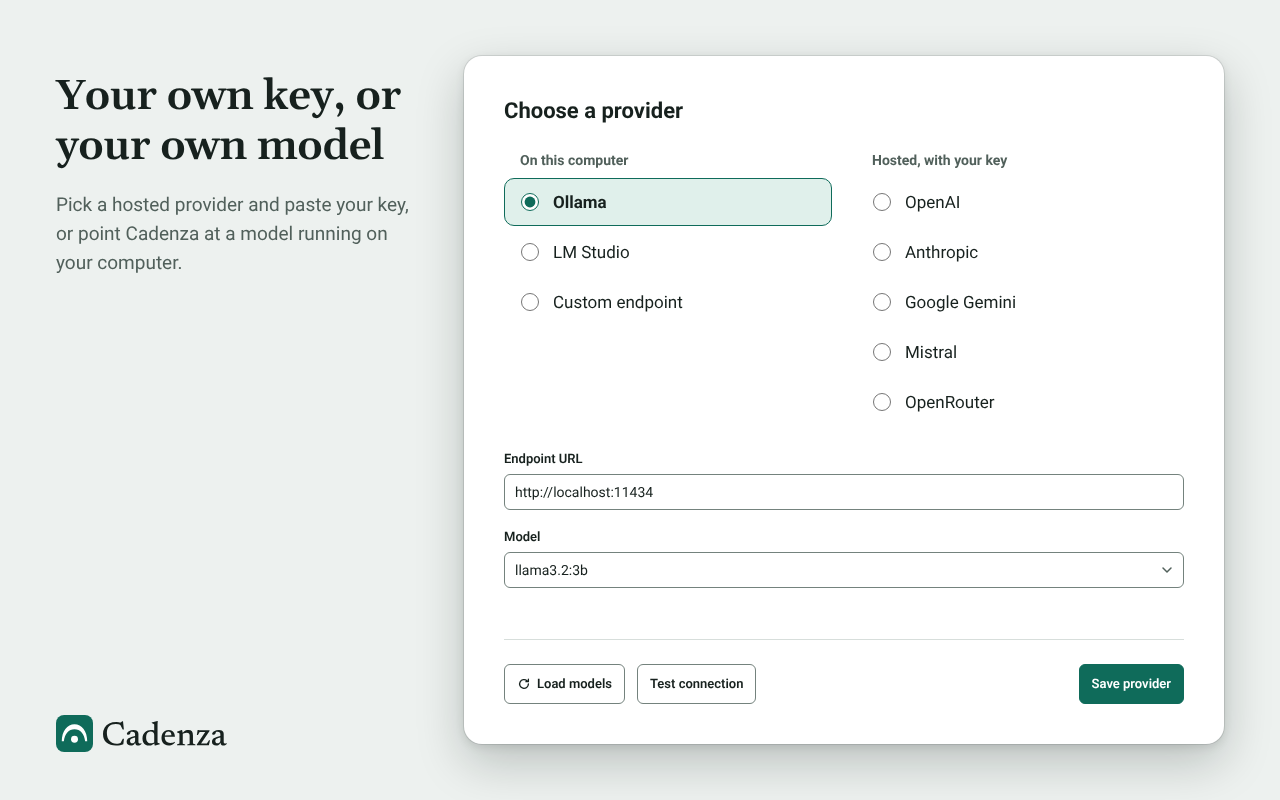 Your own key, or
your own model
Pick a hosted provider and paste your key,
or point Cadenza at a model running on
your computer.
Cadenza
Choose a provider
On this computer
Ollama
LM Studio
Custom endpoint
Hosted, with your key
OpenAI
Anthropic
Google Gemini
Mistral
OpenRouter
Endpoint URL
http://localhost:11434
Model
llama3.2:3b
Load models
Test connection
Save provider